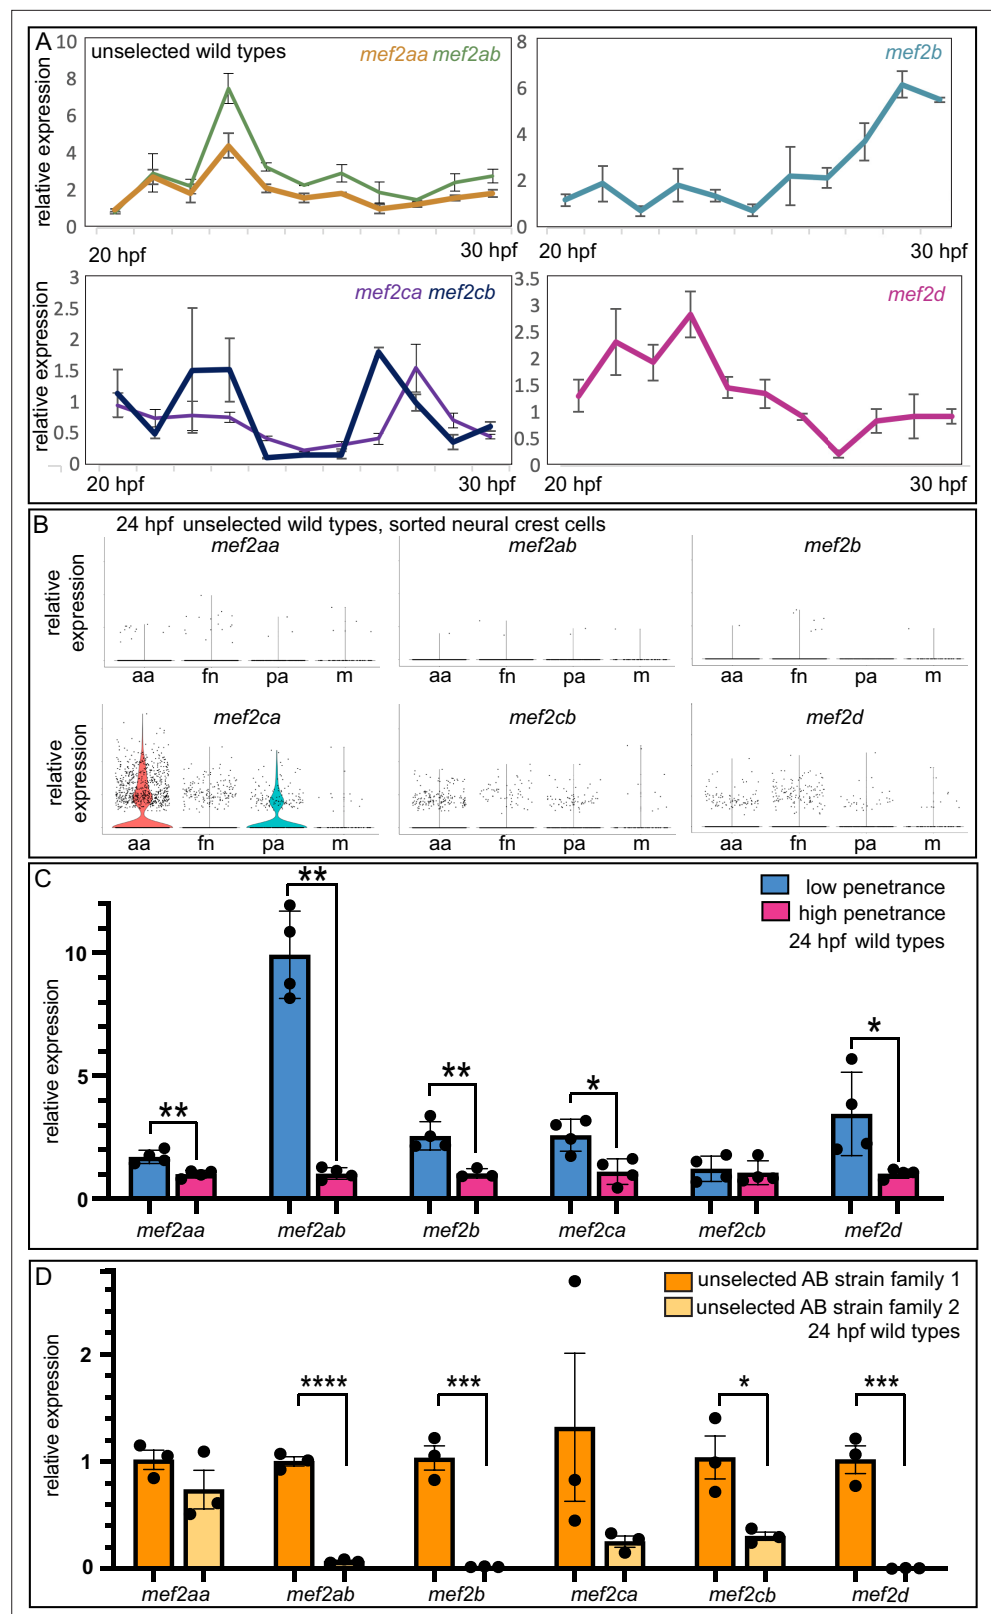 A
unselected wild types
mef2aa mef2ab
mef2b
relative expression
10
8
6
4
2
0
8
6
4
2
0
20 hpf
30 hpf
20 hpf
30 hpf
mef2ca mef2cb
mef2d
relative expression
3
2.5
2
1.5
1
0.5
0
3.5
3
2.5
2
1.5
1
0.5
0
20 hpf
30 hpf
20 hpf
30 hpf
B
24 hpf unselected wild types, sorted neural crest cells
mef2aa
mef2ab
mef2b
relative
expression
aa fn pa m
aa fn pa m
aa fn pa m
mef2ca
mef2cb
mef2d
relative
expression
aa fn pa m
aa fn pa m
aa fn pa m
C
low penetrance
high penetrance
24 hpf wild types
relative expression
10
5
0
**
**
**
*
*
mef2aa mef2ab mef2b mef2ca mef2cb mef2d
D
unselected AB strain family 1
unselected AB strain family 2
24 hpf wild types
relative expression
2
1
0
****
***
*
***
mef2aa mef2ab mef2b mef2ca mef2cb mef2d